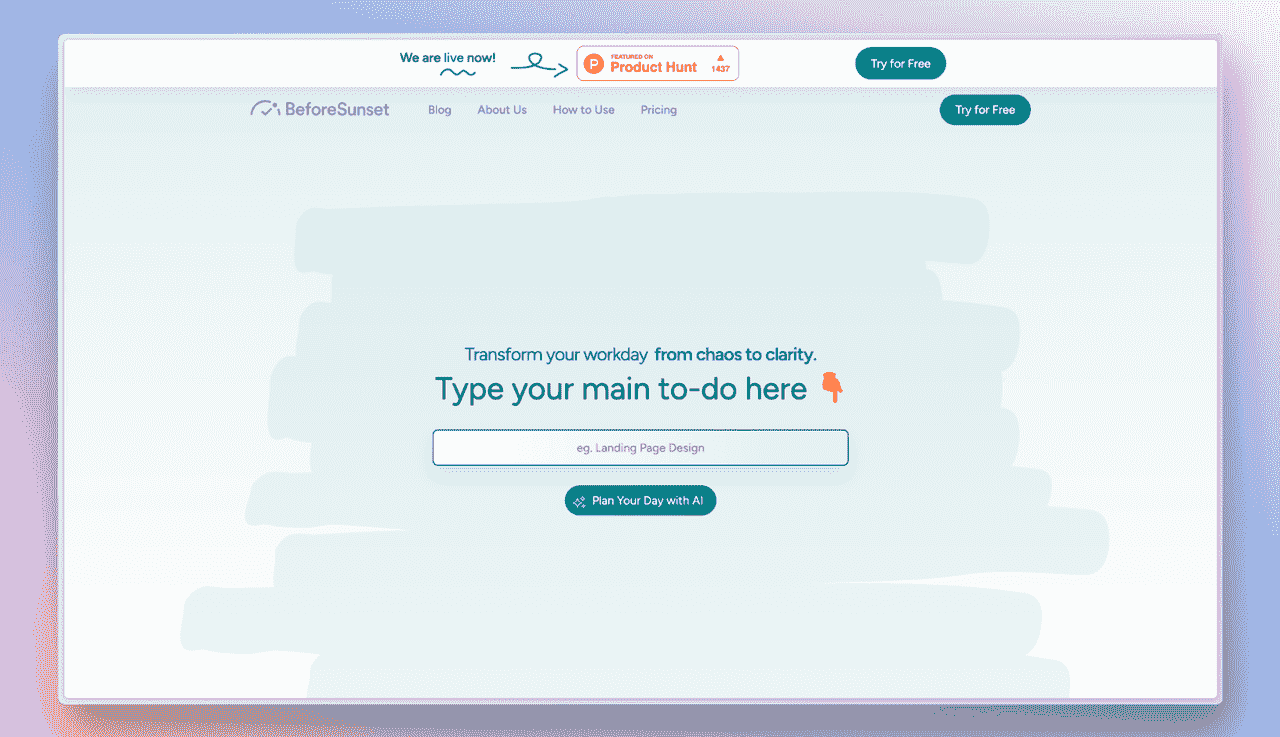 We are live now!
FEATURED ON
Product Hunt
1437
Try for Free
BeforeSunset
Blog
About Us
How to Use
Pricing
Try for Free
Transform your workday from chaos to clarity.
Type your main to-do here
eg. Landing Page Design
Plan Your Day with AI